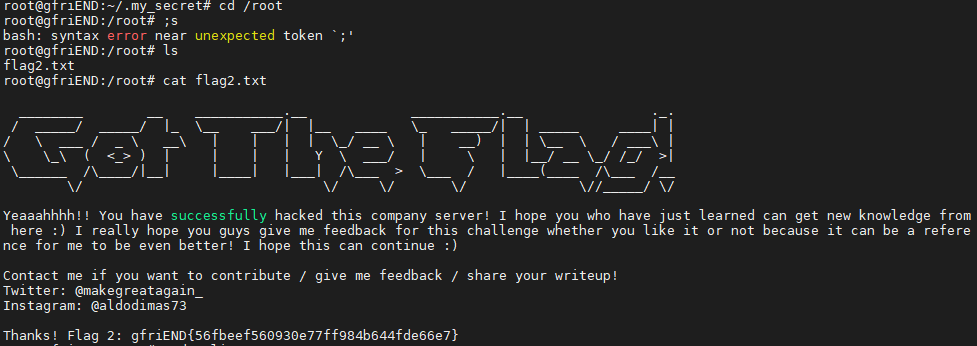 root@gfriEND:~/.my_secret# cd /root
root@gfriEND:/root# ;s
bash: syntax error near unexpected token `;'
root@gfriEND:/root# ls
flag2.txt
root@gfriEND:/root# cat flag2.txt
Got The Flag!
Yeaaahhhh!! You have successfully hacked this company server! I hope you who have just learned can get new knowledge from
here :) I really hope you guys give me feedback for this challenge whether you like it or not because it can be a refere
nce for me to be even better! I hope this can continue :)
Contact me if you want to contribute / give me feedback / share your writeup!
Twitter: @makegreatagain_
Instagram: @aldodimas73
Thanks! Flag 2: gfriEND{56fbeef560930e77ff984b644fde66e7}